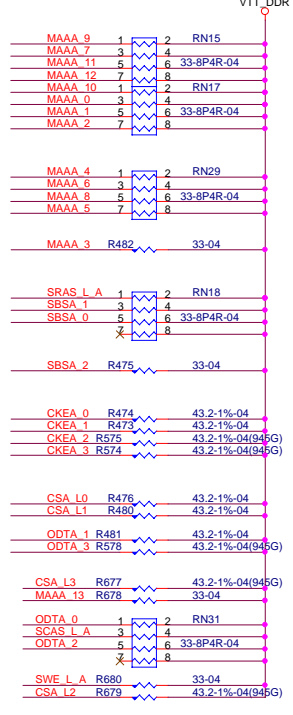 VTT_DDR
MAAA_9 1 2 RN15
MAAA_7 3 4
MAAA_11 5 6 33-8P4R-04
MAAA_12 7 8
MAAA_10 1 2 RN17
MAAA_0 3 4
MAAA_1 5 6 33-8P4R-04
MAAA_2 7 8
MAAA_4 1 2 RN29
MAAA_6 3 4
MAAA_8 5 6 33-8P4R-04
MAAA_5 7 8
MAAA_3 R482 33-04
SRAS_L_A 1 2 RN18
SBSA_1 3 4
SBSA_0 5 6 33-8P4R-04
7 8
SBSA_2 R475 33-04
CKEA_0 R474 43.2-1%-04
CKEA_1 R473 43.2-1%-04
CKEA_2 R575 43.2-1%-04(945G)
CKEA_3 R574 43.2-1%-04(945G)
CSA_L0 R476 43.2-1%-04
CSA_L1 R480 43.2-1%-04
ODTA_1 R481 43.2-1%-04
ODTA_3 R578 43.2-1%-04(945G)
CSA_L3 R677 43.2-1%-04(945G)
MAAA_13 R678 33-04
ODTA_0 1 2 RN31
SCAS_L_A 3 4
ODTA_2 5 6 33-8P4R-04
7 8
SWE_L_A R680 33-04
CSA_L2 R679 43.2-1%-04(945G)